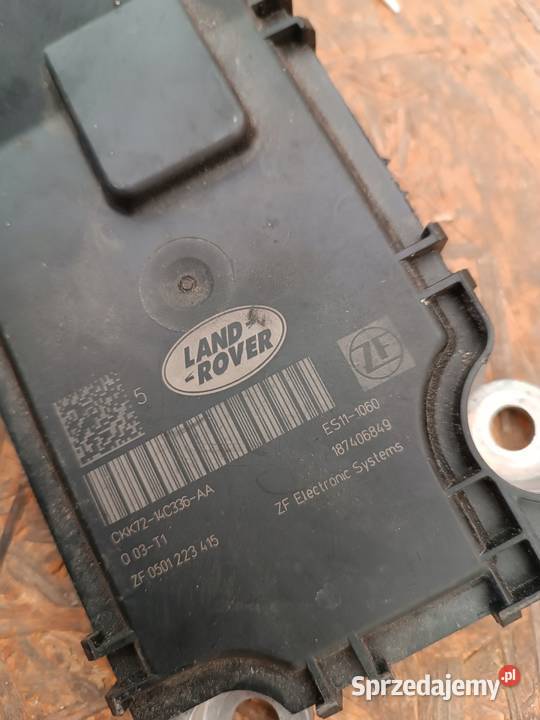 5
LAND-
-ROVER
ZF
CKK72-14C336-AA
0 03-T1
ZF 0501 223 415
ES11-1060
187406849
ZF Electronic Systems
Sprzedajemy.pl